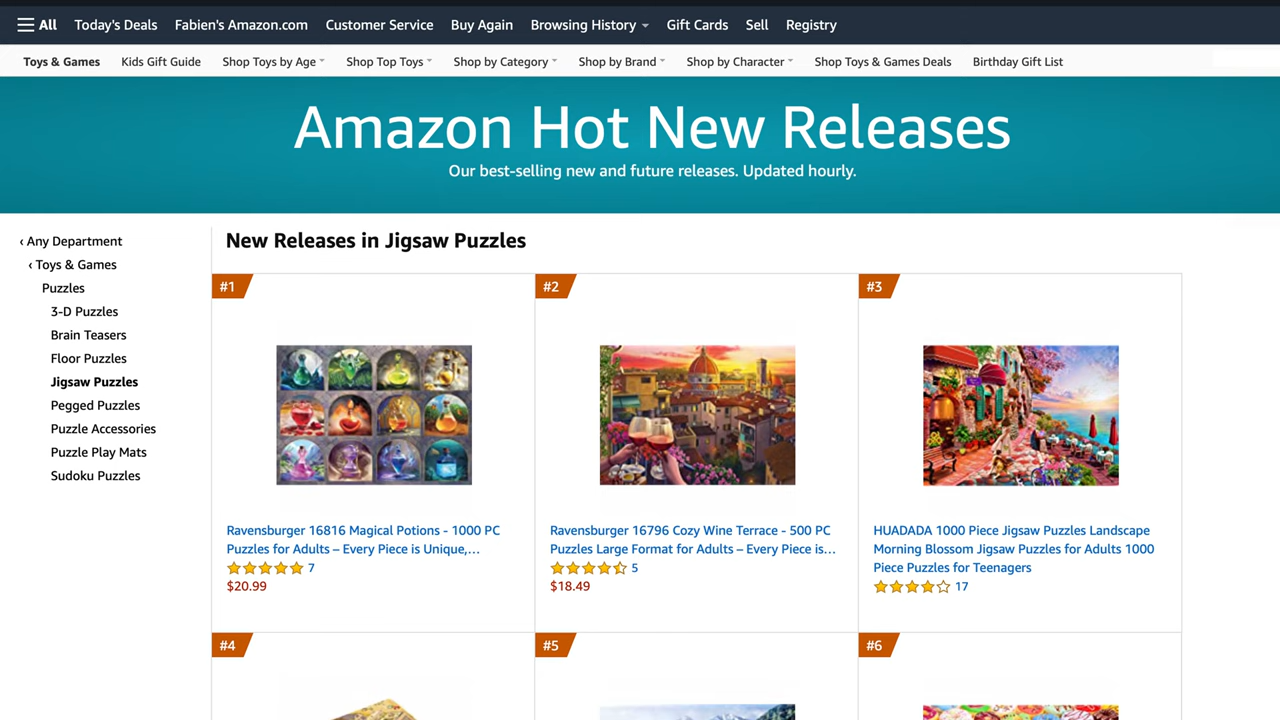 All Today's Deals Fabien's Amazon.com Customer Service Buy Again Browsing History Gift Cards Sell Registry
Toys & Games Kids Gift Guide Shop Toys by Age Shop Top Toys Shop by Category Shop by Brand Shop by Character Shop Toys & Games Deals Birthday Gift List
Amazon Hot New Releases
Our best-selling new and future releases. Updated hourly.
‹ Any Department
‹ Toys & Games
Puzzles
3-D Puzzles
Brain Teasers
Floor Puzzles
Jigsaw Puzzles
Pegged Puzzles
Puzzle Accessories
Puzzle Play Mats
Sudoku Puzzles
New Releases in Jigsaw Puzzles
#1
Ravensburger 16816 Magical Potions - 1000 PC
Puzzles for Adults – Every Piece is Unique,…
7
$20.99
#2
Ravensburger 16796 Cozy Wine Terrace - 500 PC
Puzzles Large Format for Adults – Every Piece is…
5
$18.49
#3
HUADADA 1000 Piece Jigsaw Puzzles Landscape
Morning Blossom Jigsaw Puzzles for Adults 1000
Piece Puzzles for Teenagers
17
#4
#5
#6